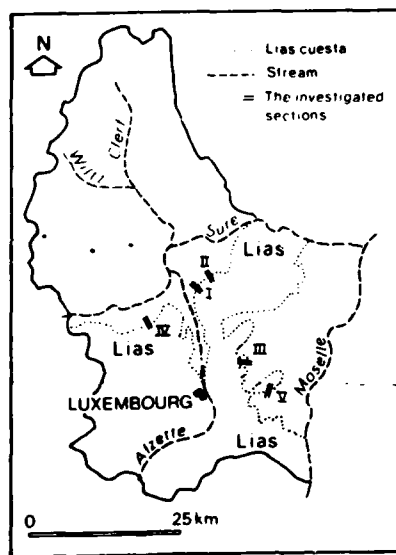 N
Lias cuesta
Stream
The investigated
sections
Clerf
Wiltz
Sure
Lias
II
I
IV
Lias
III
LUXEMBOURG
V
Moselle
Alzette
Lias
0 25 km